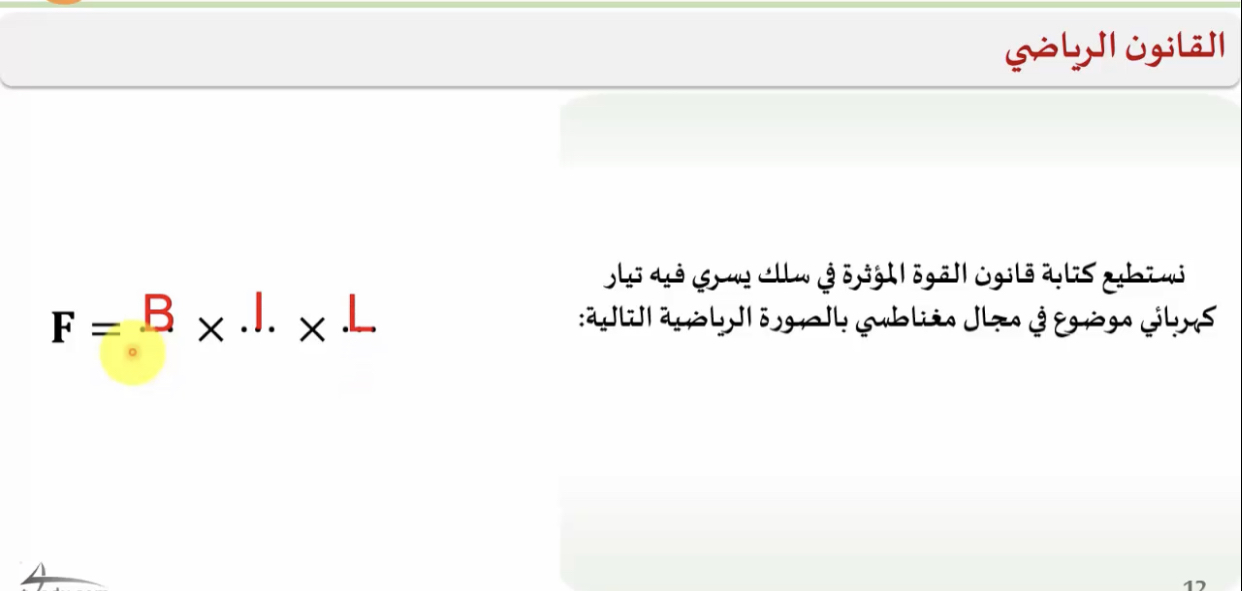 القانون الرياضي
نستطيع كتابة قانون القوة المؤثرة في سلك يسري فيه تيار
كهربائي موضوع في مجال مغناطسي بالصورة الرياضية التالية:
F = B × I × L
12